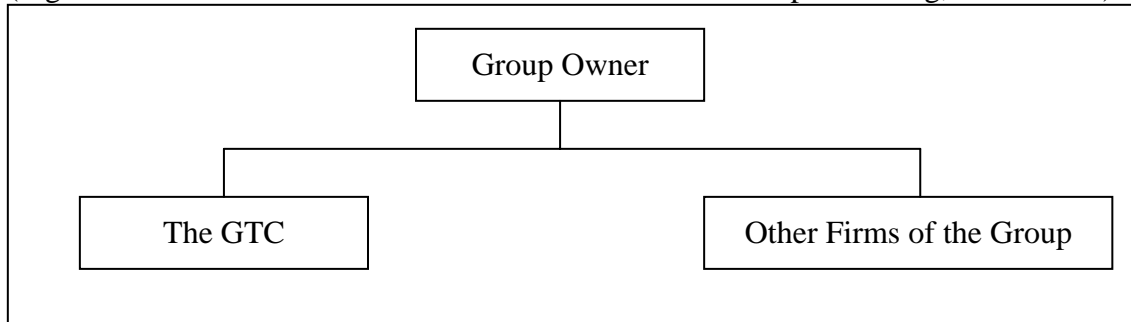 Group Owner
The GTC
Other Firms of the Group